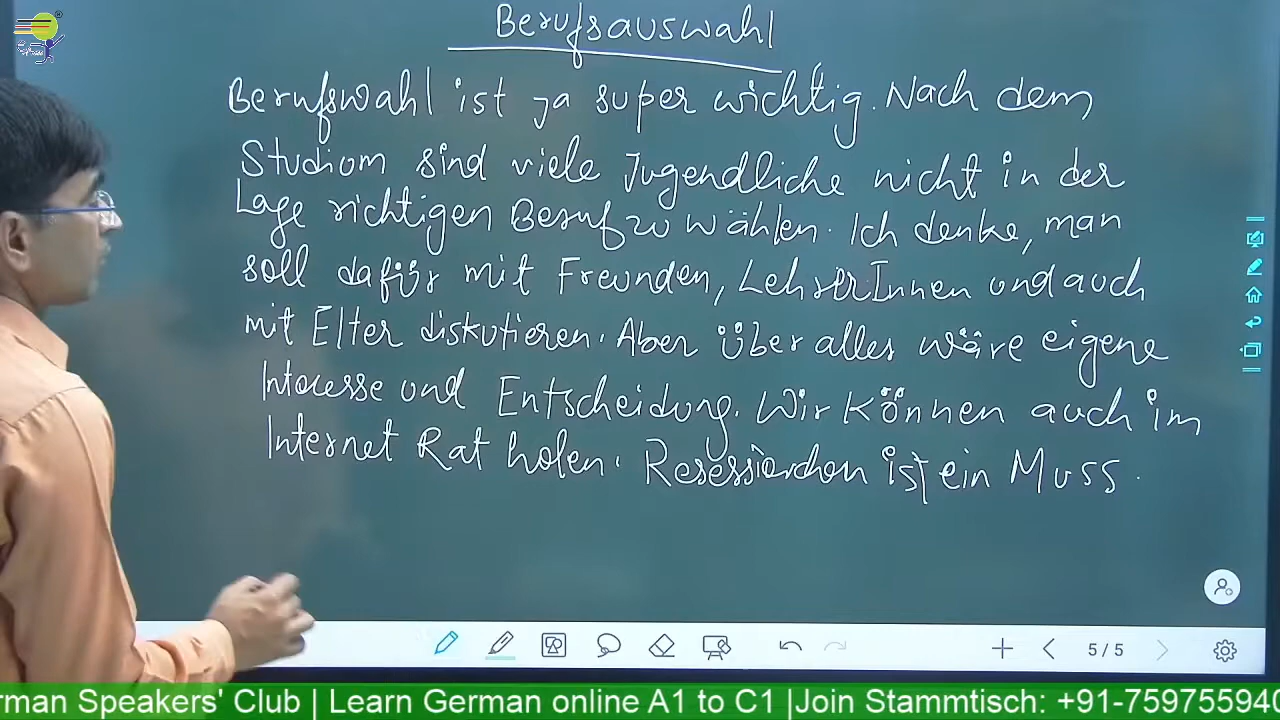 Berufsauswahl
Berufswahl ist ja super wichtig. Nach dem
Studium sind viele Jugendliche nicht in der
Lage richtigen Beruf zu wählen. Ich denke, man
soll dafür mit Freunden, LehrerInnen und auch
mit Elter diskutieren. Aber über alles wäre eigene
Interesse und Entscheidung. Wir können auch im
Internet Rat holen. ist ein Muss.
5/5
rman Speakers' Club | Learn German online A1 to C1 |Join Stammtisch: +91-759755940